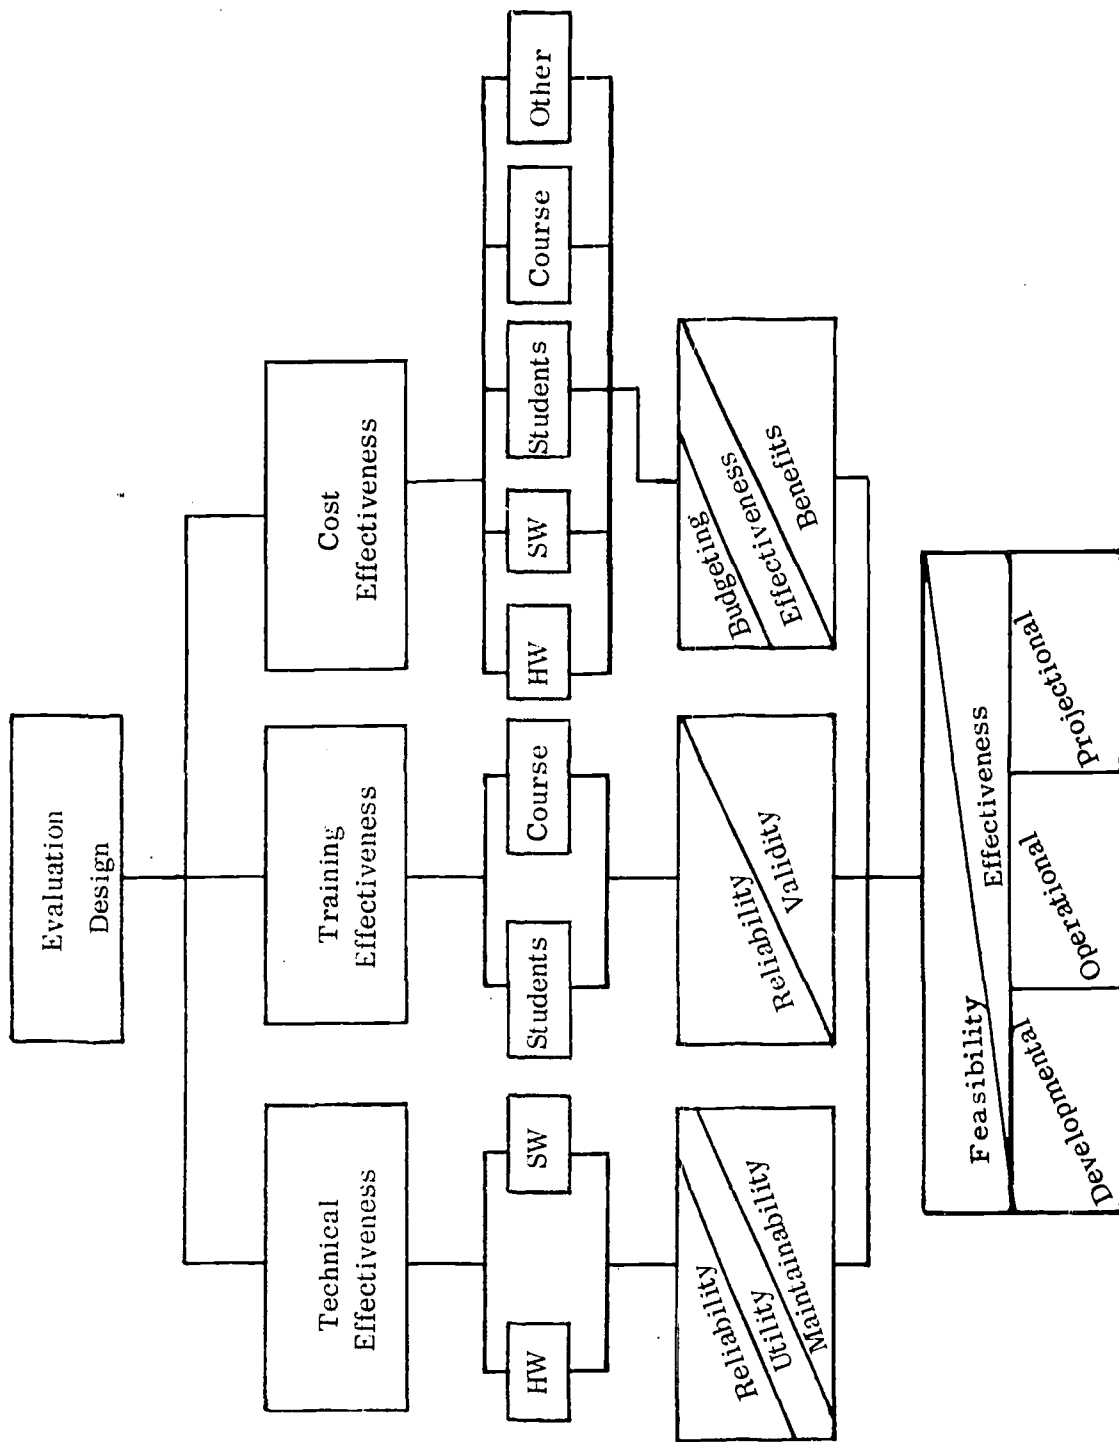 Evaluation
Design
Technical
Effectiveness
Training
Effectiveness
Cost
Effectiveness
HW
SW
Students
Course
HW
SW
Students
Course
Other
Reliability
Utility
Maintainability
Reliability
Validity
Budgeting
Effectiveness
Benefits
Feasibility
Effectiveness
Developmental
Operational
Projectional